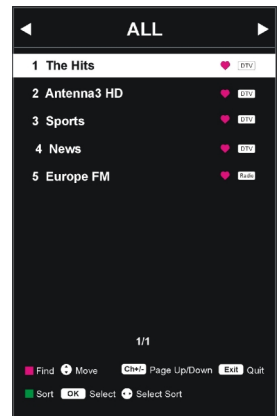 ALL
1 The Hits DTV
2 Antenna3 HD DTV
3 Sports DTV
4 News DTV
5 Europe FM Radio
1/1
Find Move Ch+/- Page Up/Down Exit Quit
Sort OK Select Select Sort